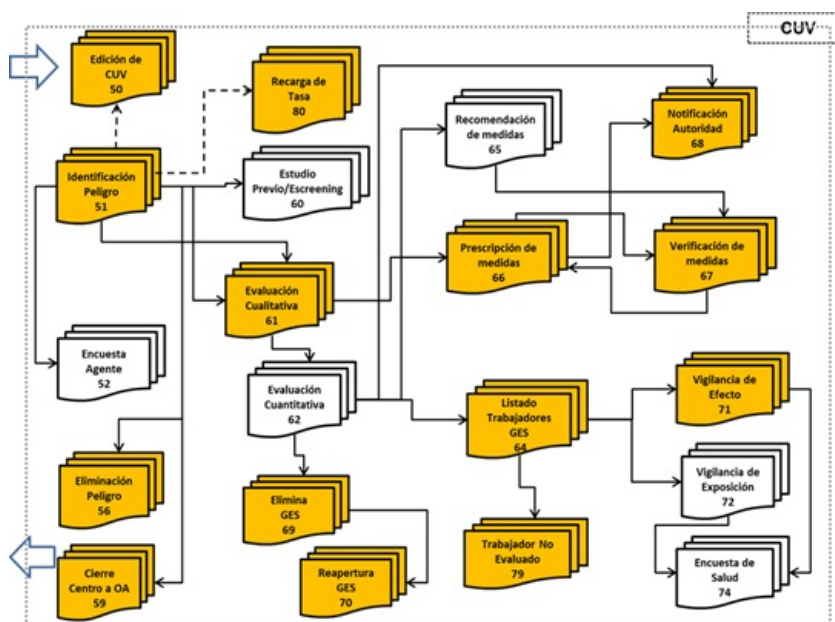 CUV
Edición de
CUV
50
Recarga de
Tasa
80
Recomendación
de medidas
65
Notificación
Autoridad
68
Identificación
Peligro
51
Estudio
Previo/Escreening
60
Prescripción de
medidas
66
Verificación de
medidas
67
Evaluación
Cualitativa
61
Encuesta
Agente
52
Evaluación
Cuantitativa
62
Listado
Trabajadores
GES
64
Vigilancia de
Efecto
71
Eliminación
Peligro
56
Elimina
GES
69
Vigilancia de
Exposición
72
Cierre
Centro a OA
59
Reapertura
GES
70
Trabajador No
Evaluado
79
Encuesta de
Salud
74